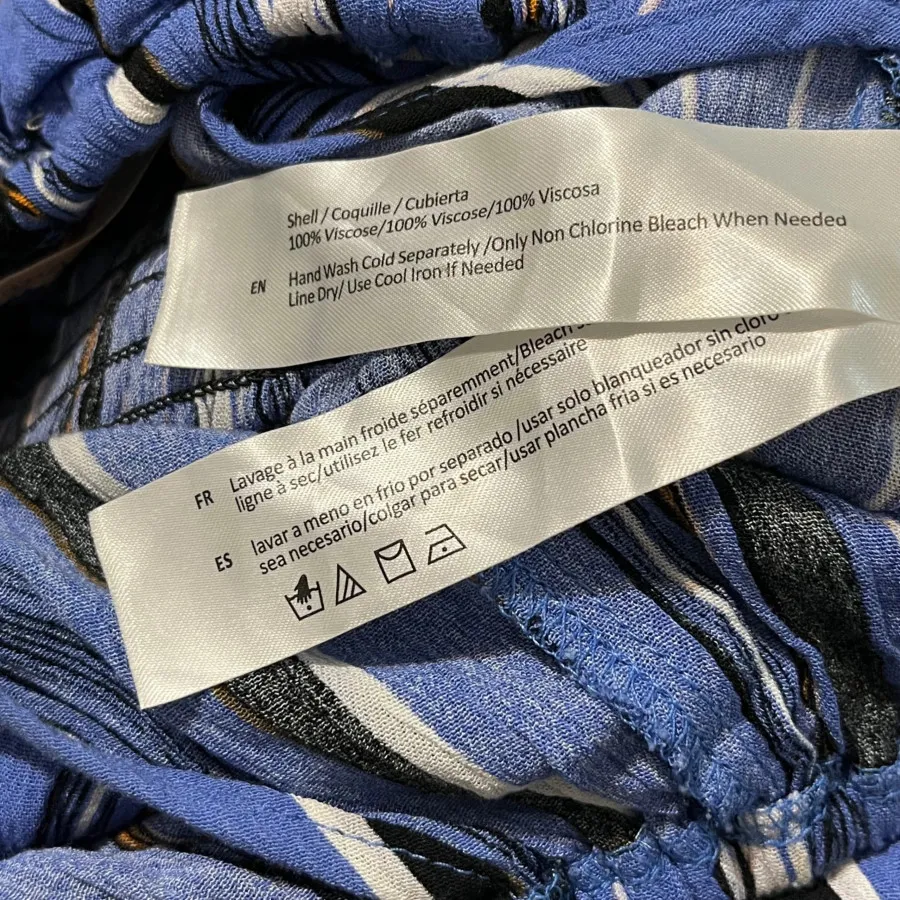 Shell / Coquille / Cubierta
100% Viscose/100% Viscose/100% Viscosa
EN Hand Wash Cold Separately /Only Non Chlorine Bleach When Needed
Line Dry/ Use Cool Iron If Needed
FR Lavage à la main froide séparemment/Bleach
ligne à sec/utilisez le fer refroidir si nécessaire
ES lavar a meno en frio por separado /usar solo blanqueador sin cloro
sea necesario/colgar para secar/usar plancha fria si es necesario